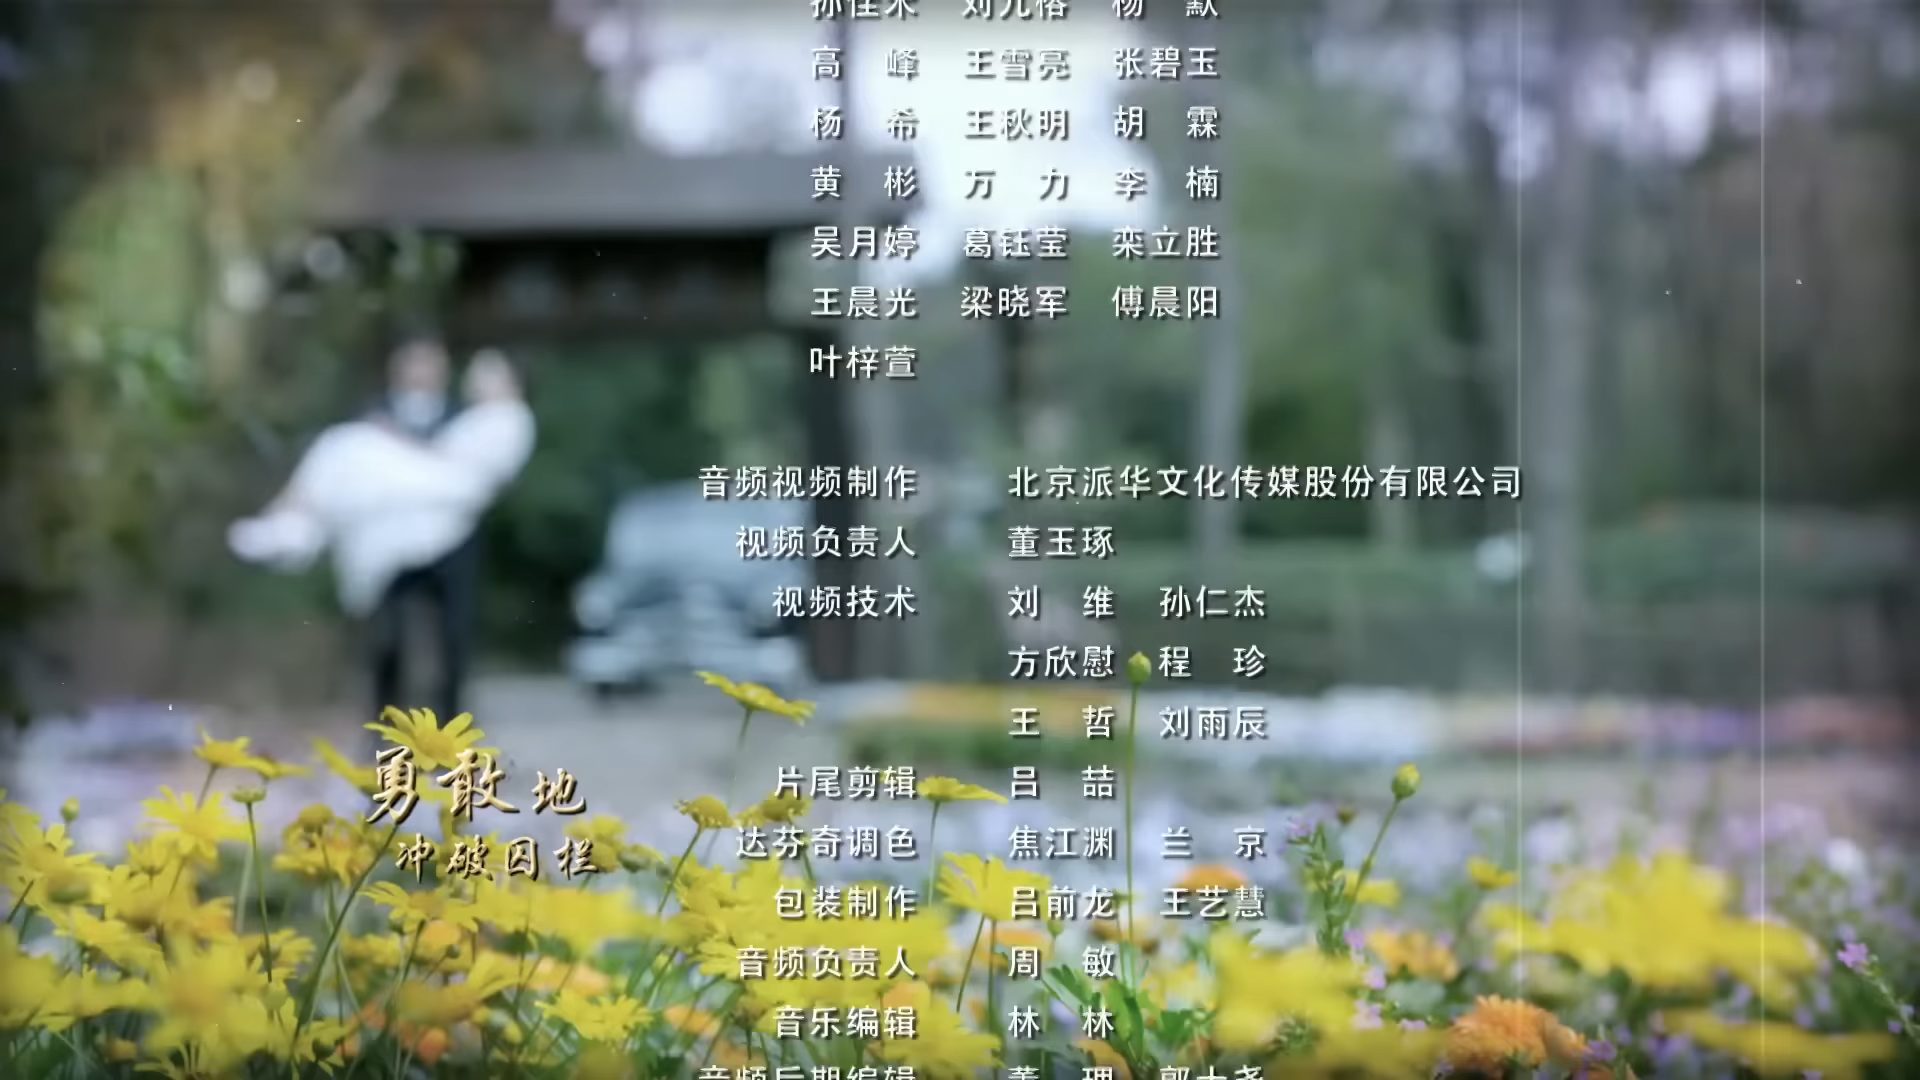 高 峰 王雪亮 张碧玉
杨 希 王秋明 胡 霖
黄 彬 万 力 李 楠
吴月婷 葛钰莹 栾立胜
王晨光 梁晓军 傅晨阳
叶梓萱
音频视频制作 北京派华文化传媒股份有限公司
视频负责人 董玉琢
视频技术 刘 维 孙仁杰
方欣慰 程 珍
王 哲 刘雨辰
片尾剪辑 吕 喆
达芬奇调色 焦江渊 兰 京
包装制作 吕前龙 王艺慧
音频负责人 周 敏
音乐编辑 林 林
勇敢地
冲破囚栏